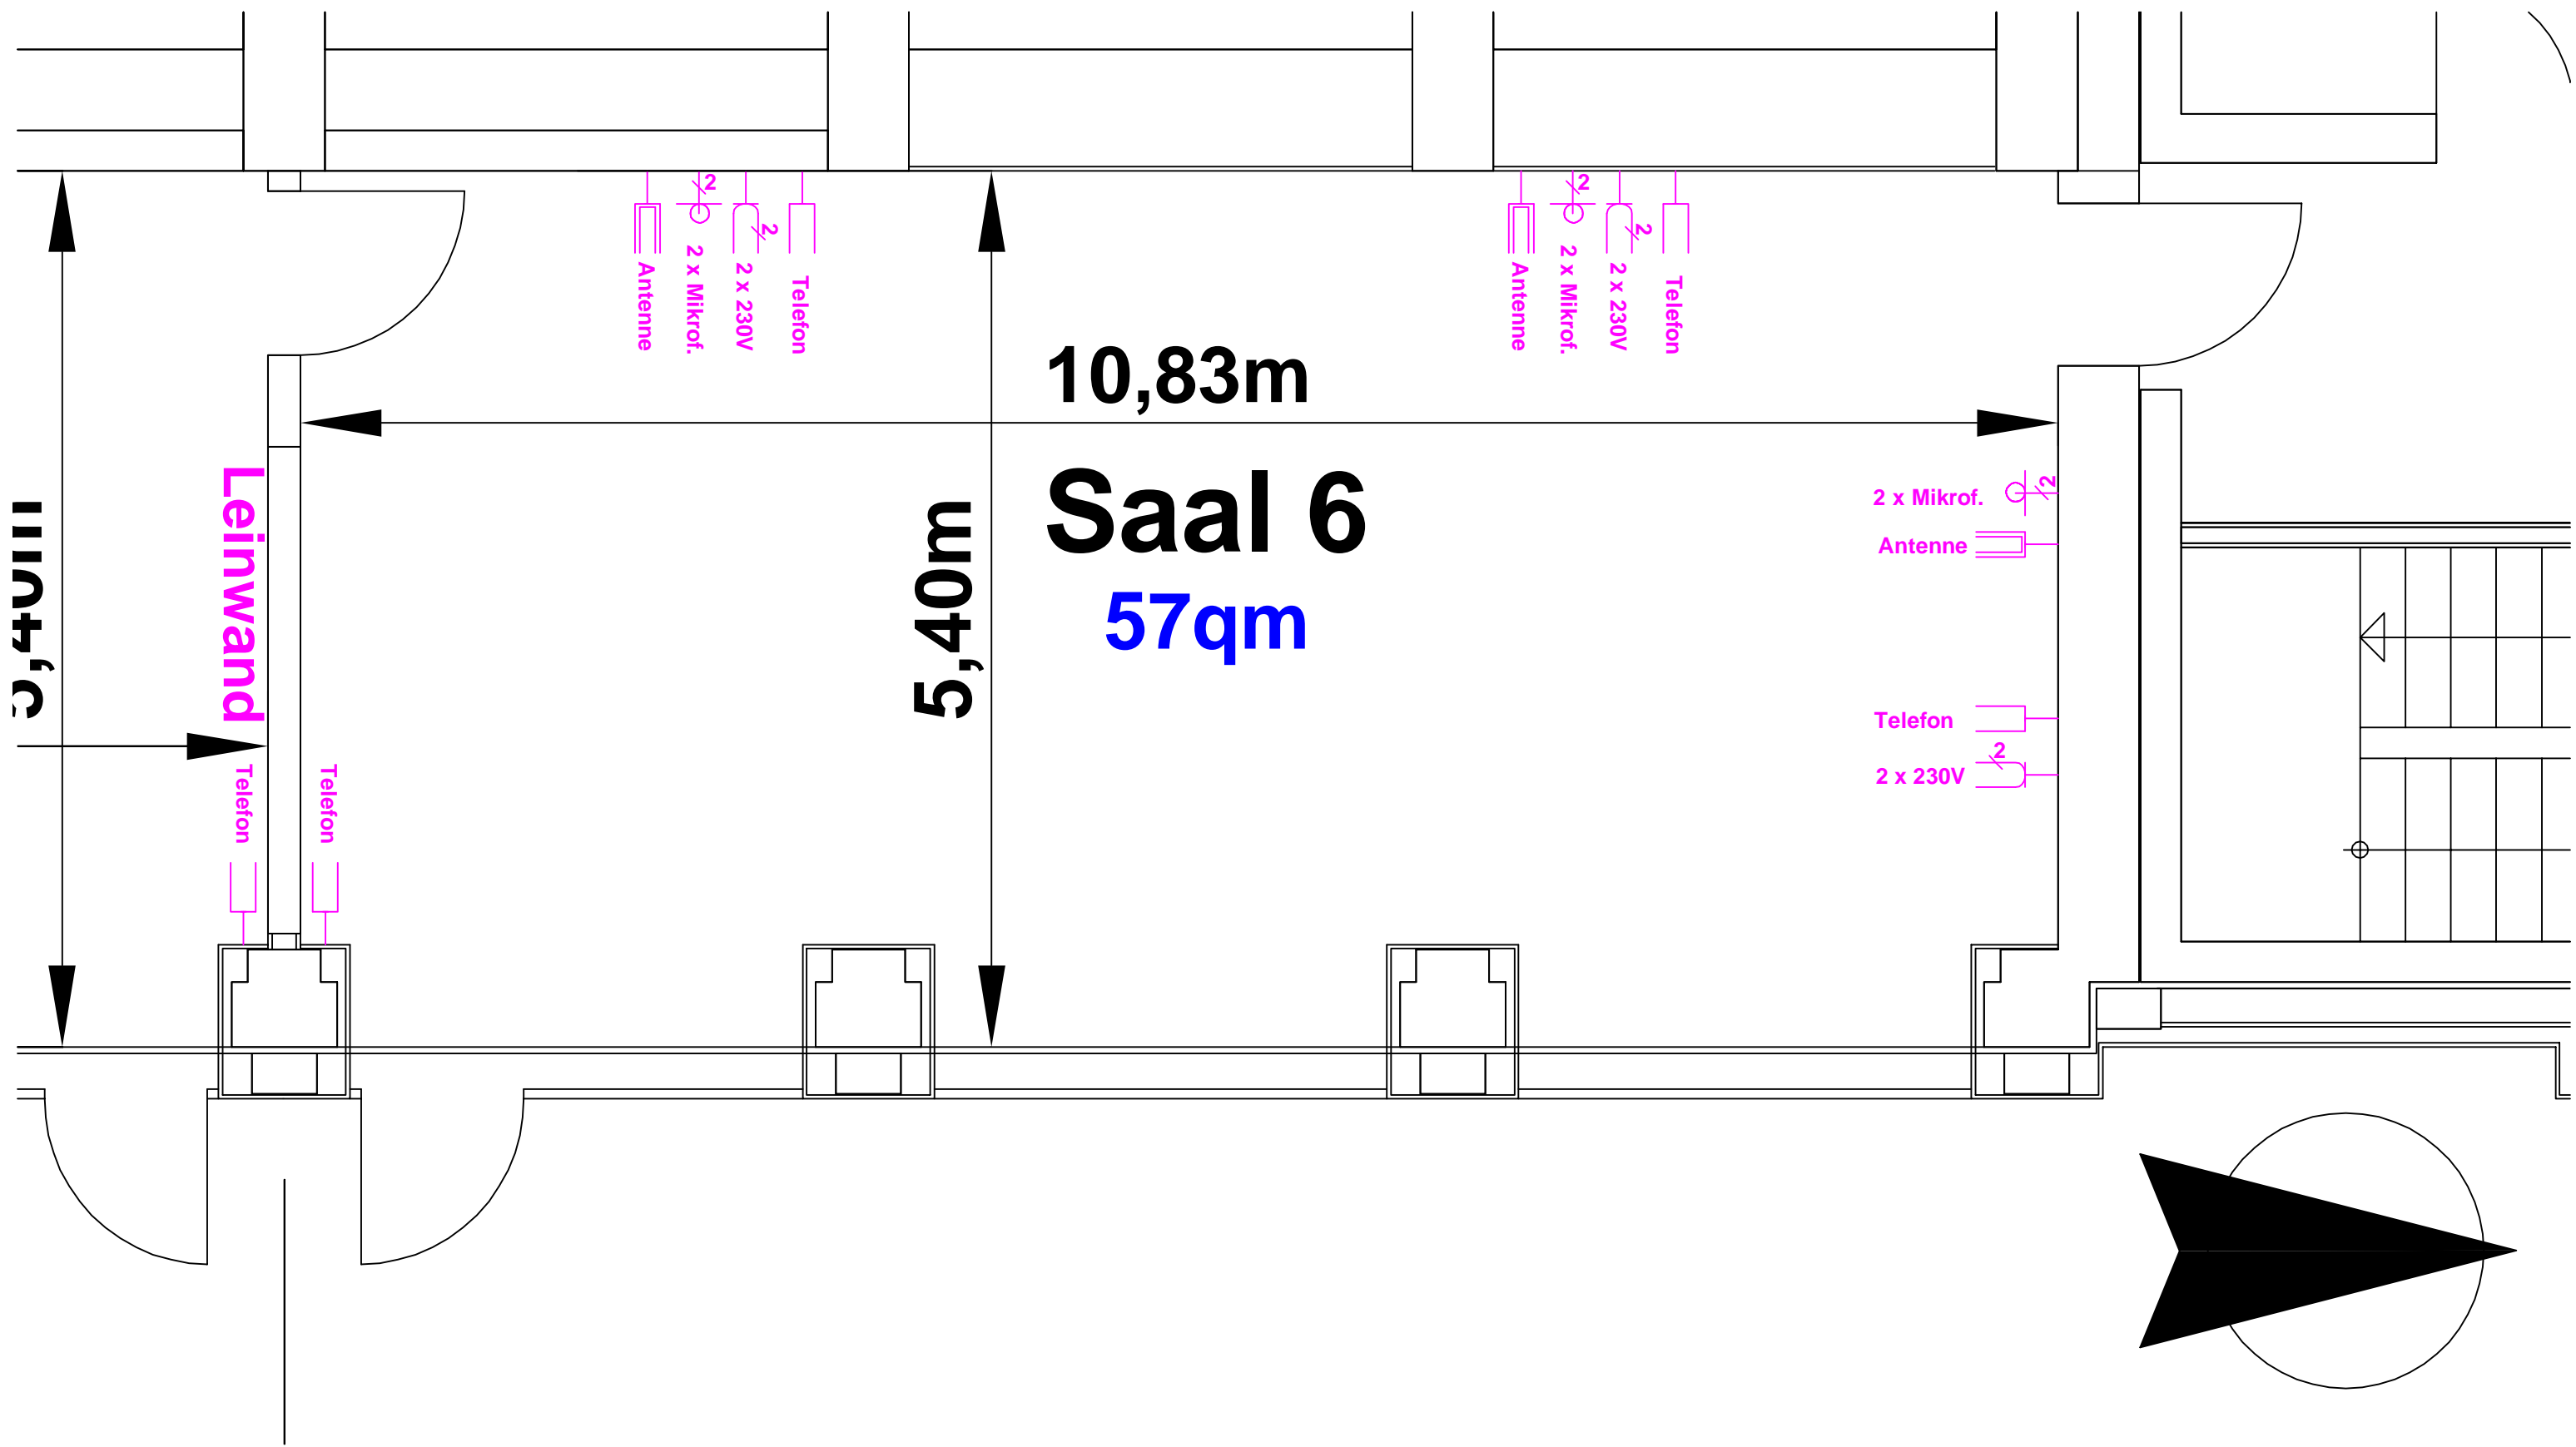 2
2
Antenne
2 x Mikrof.
2 x 230V
Telefon
2
2
Antenne
2 x Mikrof.
2 x 230V
Telefon
10,83m
Saal 6
57qm
5,40m
Leinwand
2 x Mikrof.
2
Antenne
Telefon
2
2 x 230V
Telefon
Telefon